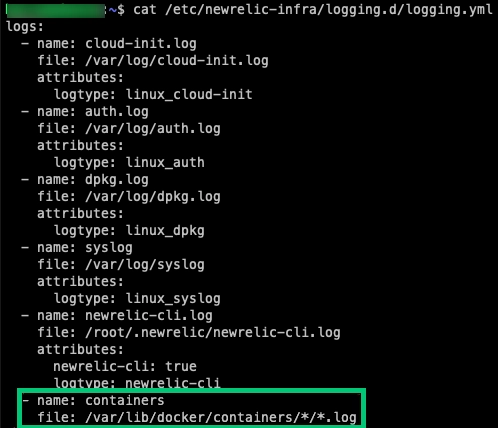 :~$ cat /etc/newrelic-infra/logging.d/logging.yml
logs:
  - name: cloud-init.log
    file: /var/log/cloud-init.log
    attributes:
      logtype: linux_cloud-init
  - name: auth.log
    file: /var/log/auth.log
    attributes:
      logtype: linux_auth
  - name: dpkg.log
    file: /var/log/dpkg.log
    attributes:
      logtype: linux_dpkg
  - name: syslog
    file: /var/log/syslog
    attributes:
      logtype: linux_syslog
  - name: newrelic-cli.log
    file: /root/.newrelic/newrelic-cli.log
    attributes:
      newrelic-cli: true
      logtype: newrelic-cli
  - name: containers
    file: /var/lib/docker/containers/*/*.log